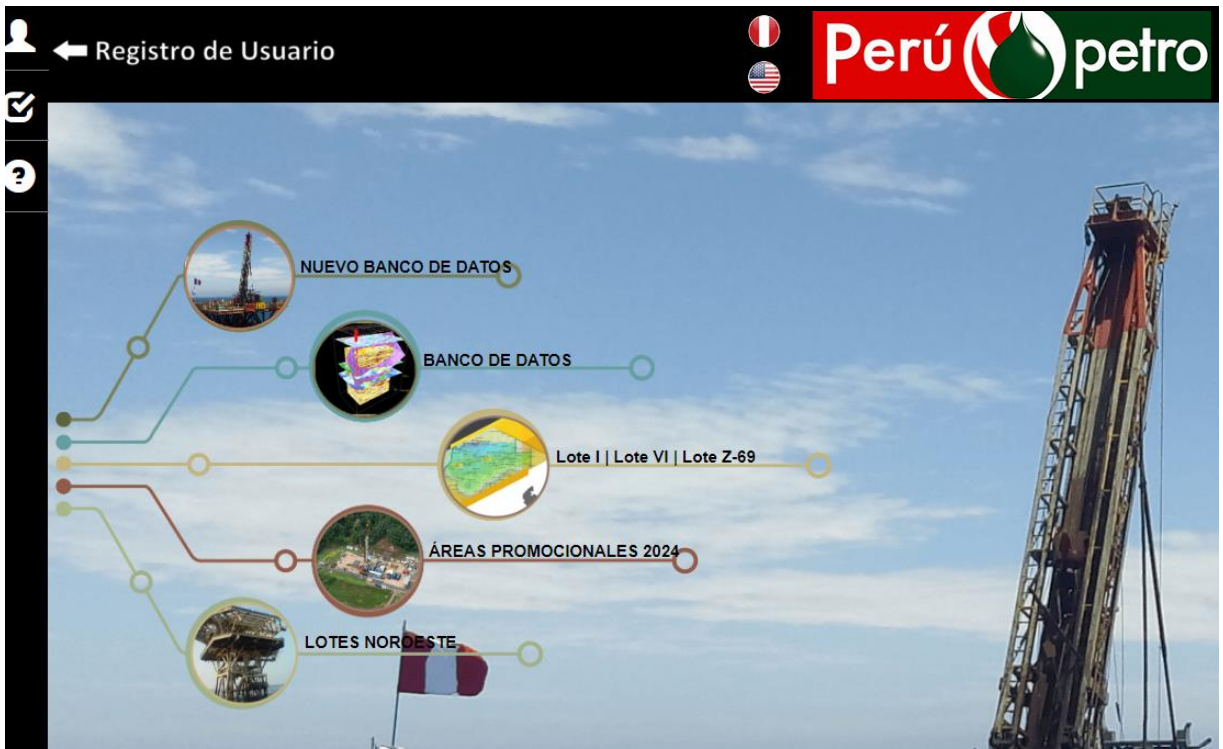 Registro de Usuario
Perú petro
NUEVO BANCO DE DATOS
BANCO DE DATOS
Lote I | Lote VI | Lote Z-69
ÁREAS PROMOCIONALES 2024
LOTES NOROESTE